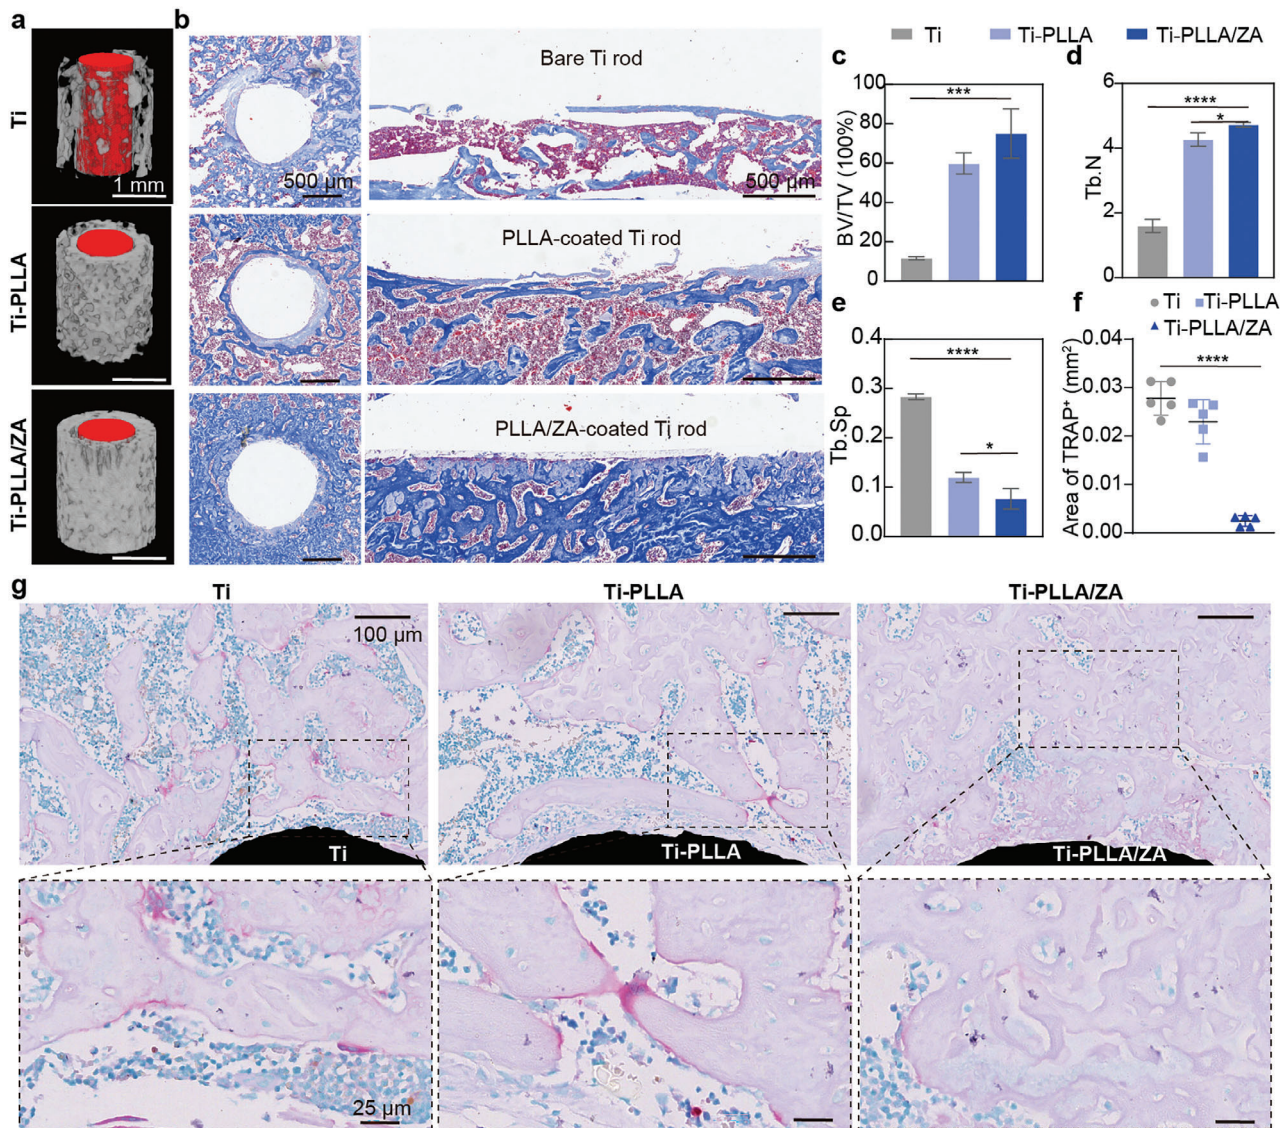 a
b
Ti
Ti-PLLA
Ti-PLLA/ZA
c
d
Ti
1 mm
500 µm
Bare Ti rod
500 µm
BV/TV (100%)
100
80
60
40
20
0
***
Tb.N
6
4
2
0
****
*
Ti-PLLA
PLLA-coated Ti rod
e
f
Tb.Sp
0.4
0.3
0.2
0.1
0.0
****
*
Ti
Ti-PLLA
Ti-PLLA/ZA
Area of TRAP⁺ (mm²)
0.04
0.03
0.02
0.01
0.00
****
Ti-PLLA/ZA
PLLA/ZA-coated Ti rod
g
Ti
Ti-PLLA
Ti-PLLA/ZA
100 µm
Ti
Ti-PLLA
Ti-PLLA/ZA
25 µm